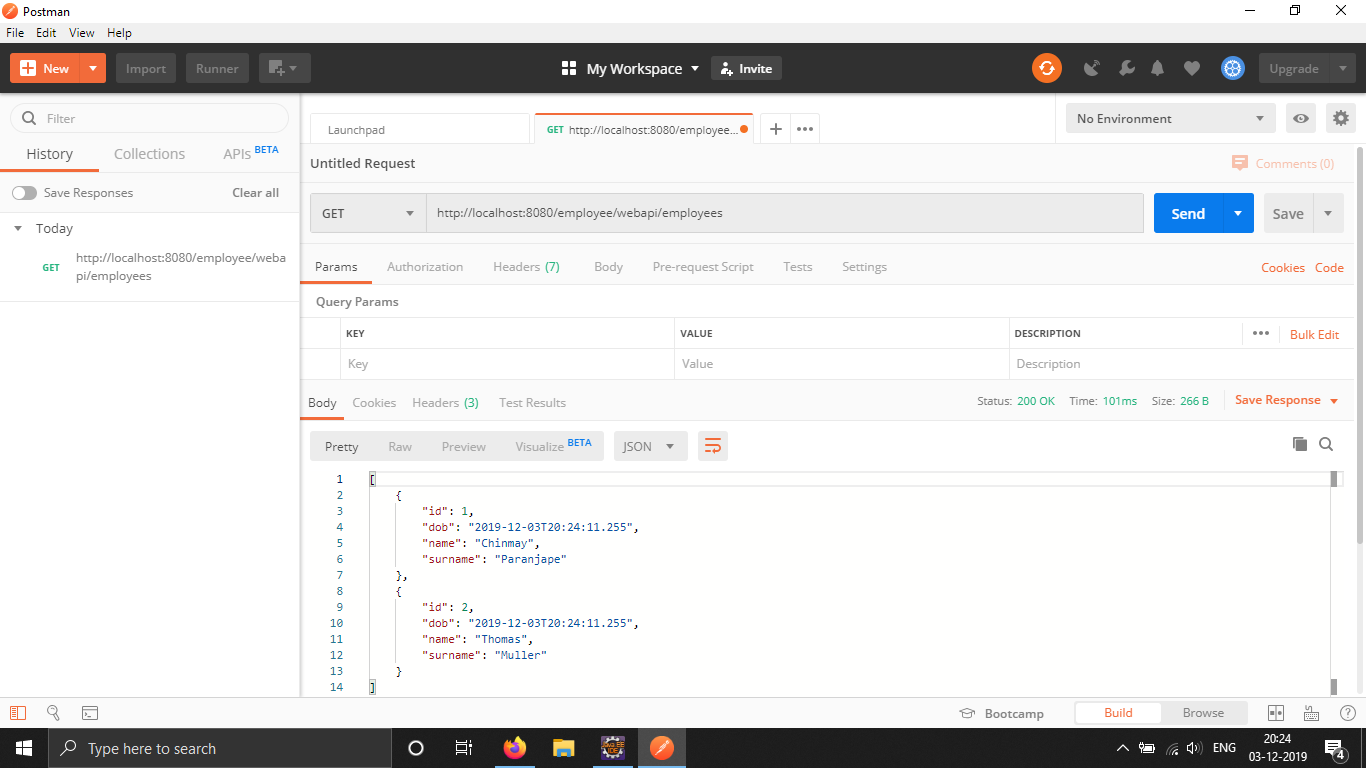 Postman
File Edit View Help
New Import Runner My Workspace Invite Upgrade
Filter
History Collections APIs BETA
Save Responses Clear all
Today
GET http://localhost:8080/employee/weba
pi/employees
Launchpad GET http://localhost:8080/employee... No Environment
Untitled Request Comments (0)
GET http://localhost:8080/employee/webapi/employees Send Save
Params Authorization Headers (7) Body Pre-request Script Tests Settings Cookies Code
Query Params
KEY VALUE DESCRIPTION Bulk Edit
Key Value Description
Body Cookies Headers (3) Test Results Status: 200 OK Time: 101ms Size: 266 B Save Response
Pretty Raw Preview Visualize BETA JSON
1 [
2 {
3 "id": 1,
4 "dob": "2019-12-03T20:24:11.255",
5 "name": "Chinmay",
6 "surname": "Paranjape"
7 },
8 {
9 "id": 2,
10 "dob": "2019-12-03T20:24:11.255",
11 "name": "Thomas",
12 "surname": "Muller"
13 }
14 ]
Bootcamp Build Browse
Type here to search ENG 20:24
03-12-2019 4